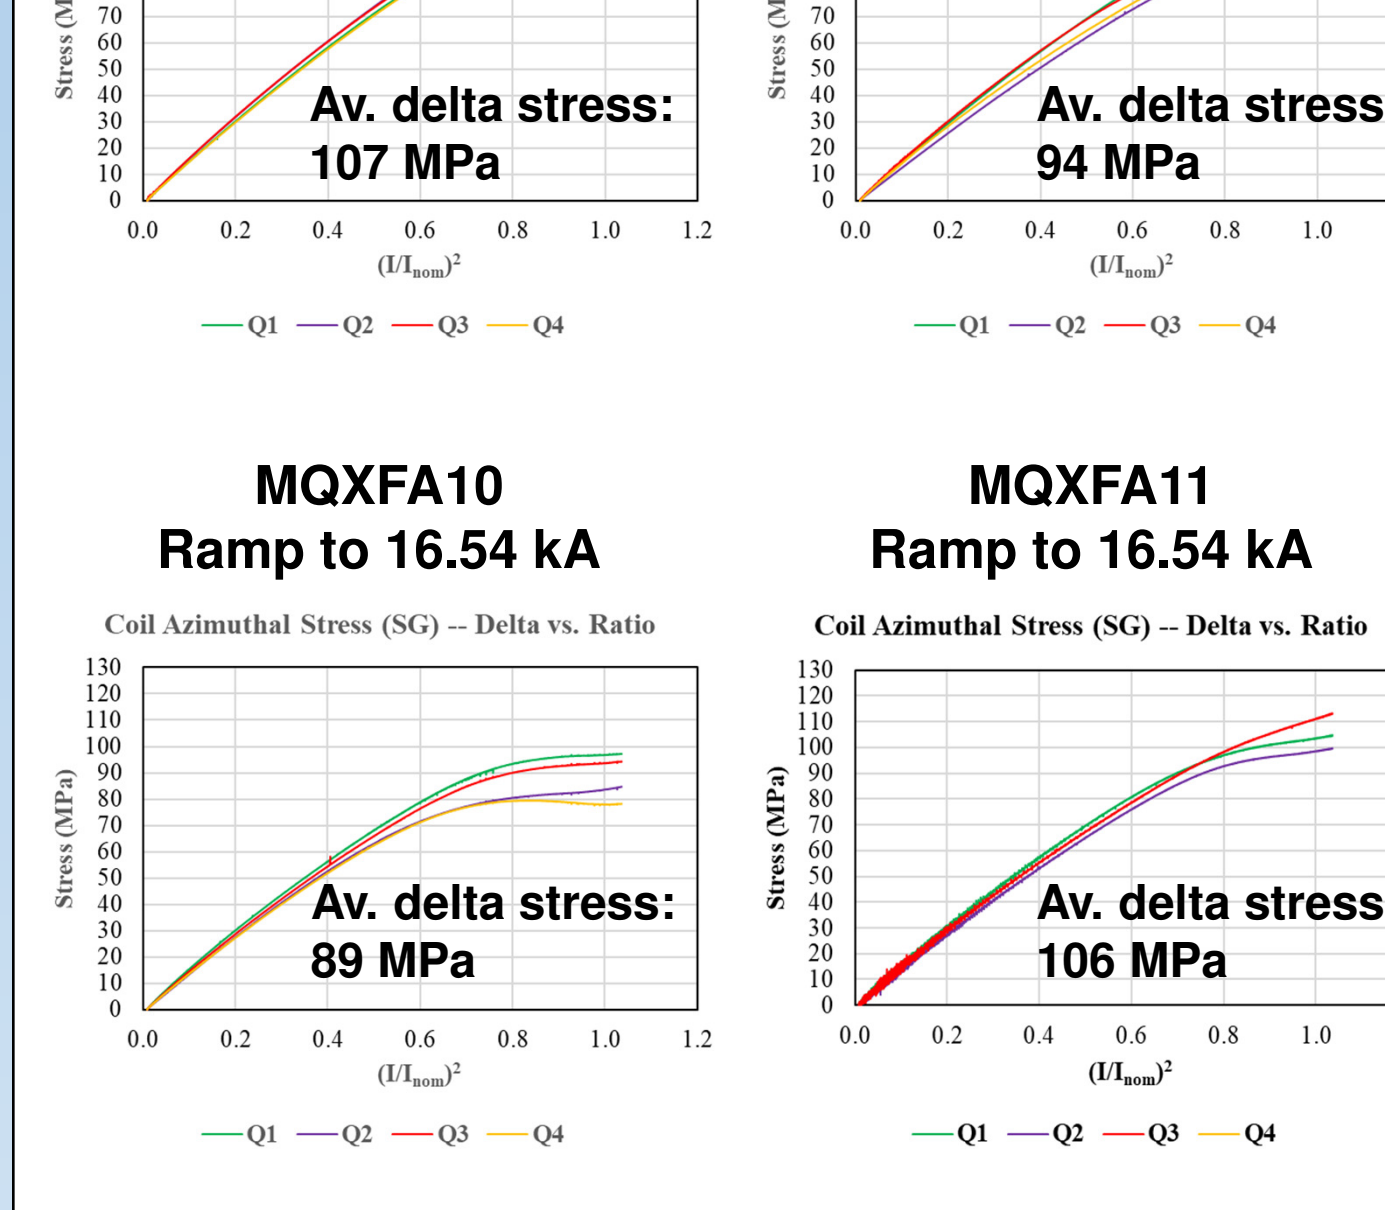 Stress (M
70
60
50
40
30
20
10
0
Av. delta stress:
107 MPa
0.0 0.2 0.4 0.6 0.8 1.0 1.2
(I/Inom)²
Q1 Q2 Q3 Q4
Stress (M
70
60
50
40
30
20
10
0
Av. delta stress
94 MPa
0.0 0.2 0.4 0.6 0.8 1.0
(I/Inom)²
Q1 Q2 Q3 Q4
MQXFA10
Ramp to 16.54 kA
Coil Azimuthal Stress (SG) -- Delta vs. Ratio
Stress (MPa)
130
120
110
100
90
80
70
60
50
40
30
20
10
0
Av. delta stress:
89 MPa
0.0 0.2 0.4 0.6 0.8 1.0 1.2
(I/Inom)²
Q1 Q2 Q3 Q4
MQXFA11
Ramp to 16.54 kA
Coil Azimuthal Stress (SG) -- Delta vs. Ratio
Stress (MPa)
130
120
110
100
90
80
70
60
50
40
30
20
10
0
Av. delta stress
106 MPa
0.0 0.2 0.4 0.6 0.8 1.0
(I/Inom)²
Q1 Q2 Q3 Q4